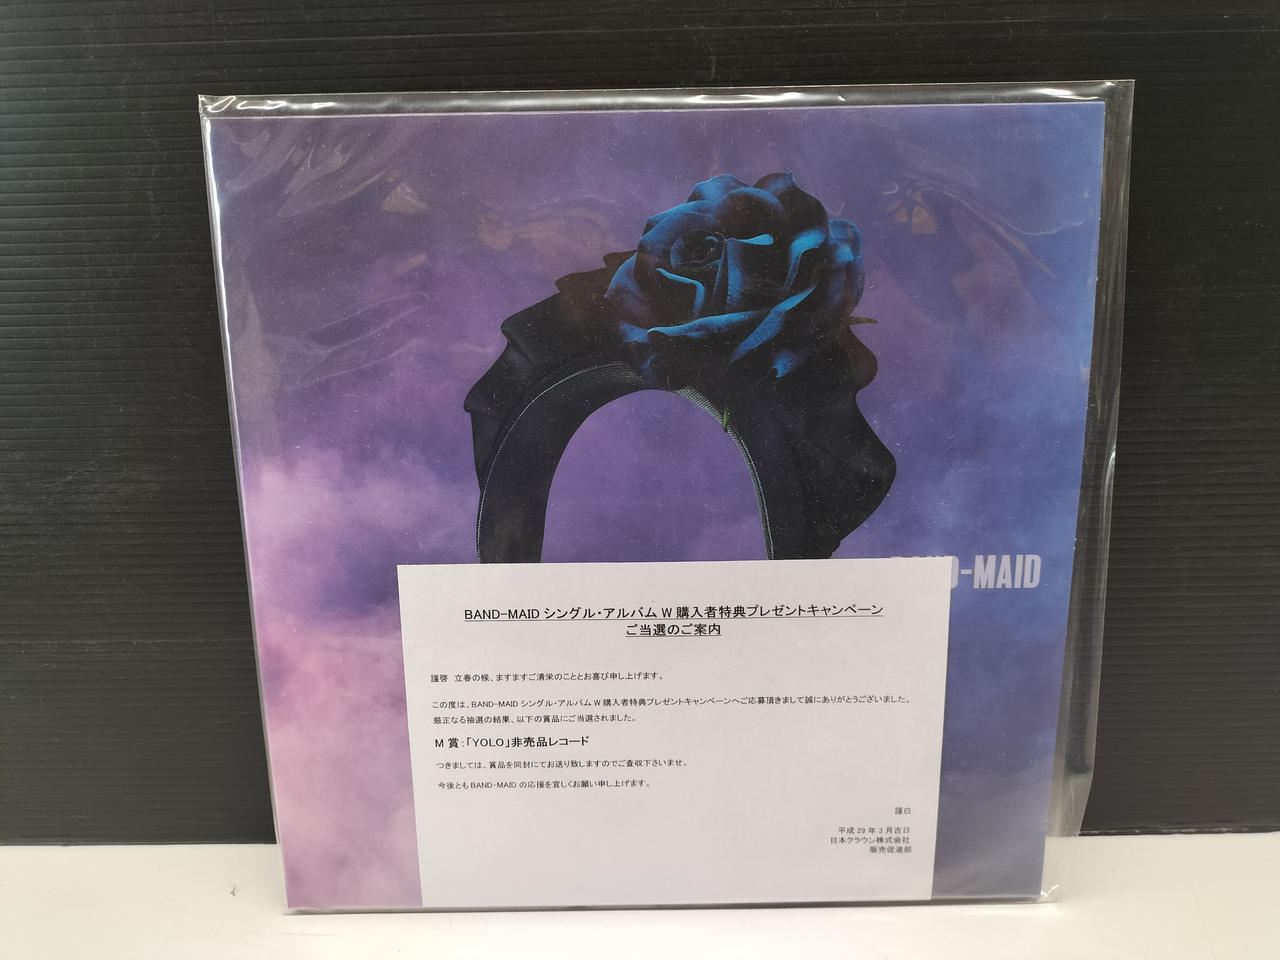 BAND-MAID
BAND-MAID シングル・アルバム W 購入者特典プレゼントキャンペーン
ご当選のご案内
謹啓 立春の候、ますますご清栄のこととお喜び申し上げます。
この度は、BAND-MAID シングル・アルバム W 購入者特典プレゼントキャンペーンへご応募頂きまして誠にありがとうございました。
厳正なる抽選の結果、以下の賞品にご当選されました。
M 賞：「YOLO」非売品レコード
つきましては、賞品を同封にてお送り致しますのでご査収下さいませ。
今後とも BAND-MAID の応援を宜しくお願い申し上げます。
謹白
平成 29 年 3 月吉日
日本クラウン株式会社
販売促進部